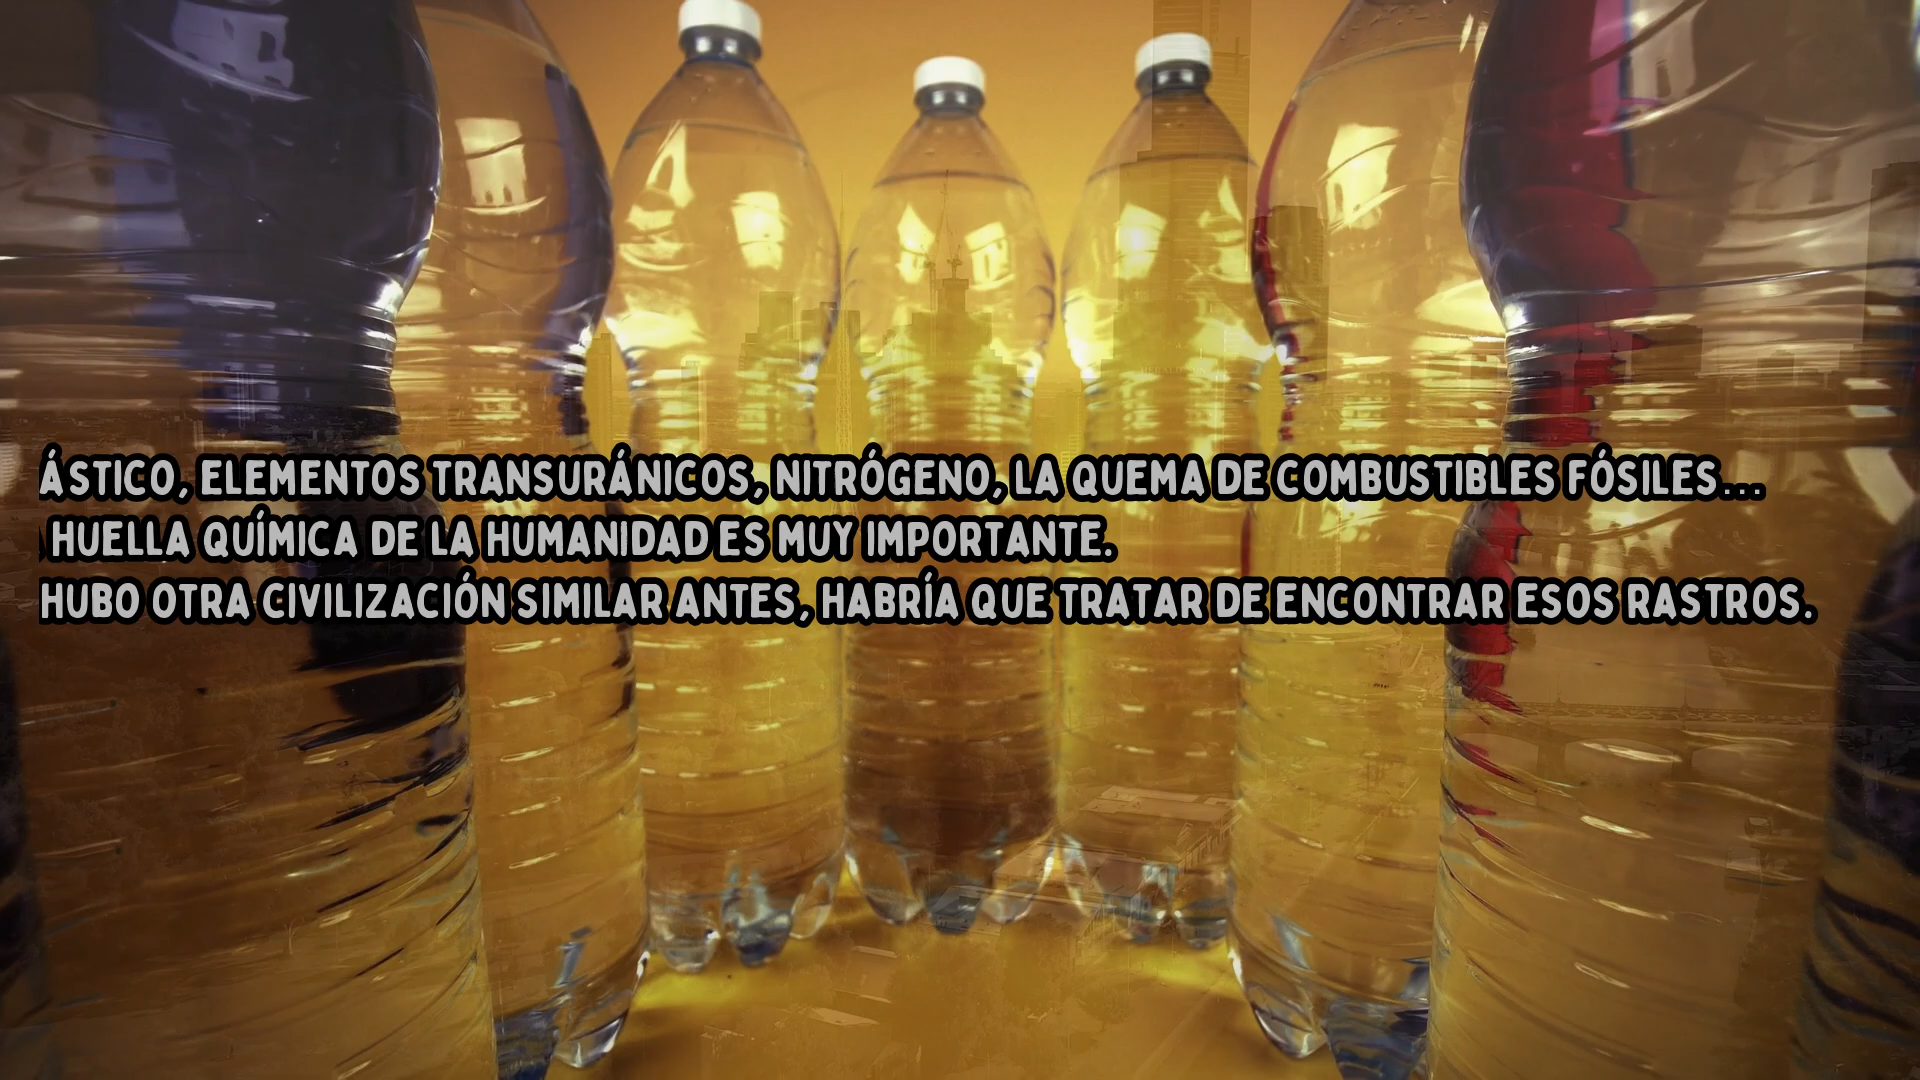 ÁSTICO, ELEMENTOS TRANSURÁNICOS, NITRÓGENO, LA QUEMA DE COMBUSTIBLES FÓSILES...
HUELLA QUÍMICA DE LA HUMANIDAD ES MUY IMPORTANTE.
HUBO OTRA CIVILIZACIÓN SIMILAR ANTES, HABRÍA QUE TRATAR DE ENCONTRAR ESOS RASTROS.